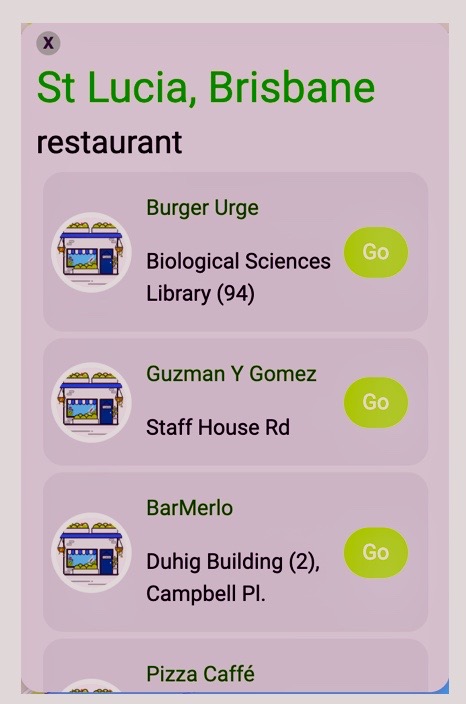 X
St Lucia, Brisbane
restaurant
Burger Urge
Biological Sciences
Library (94)
Go
Guzman Y Gomez
Staff House Rd
Go
BarMerlo
Duhig Building (2),
Campbell Pl.
Go
Pizza Caffé